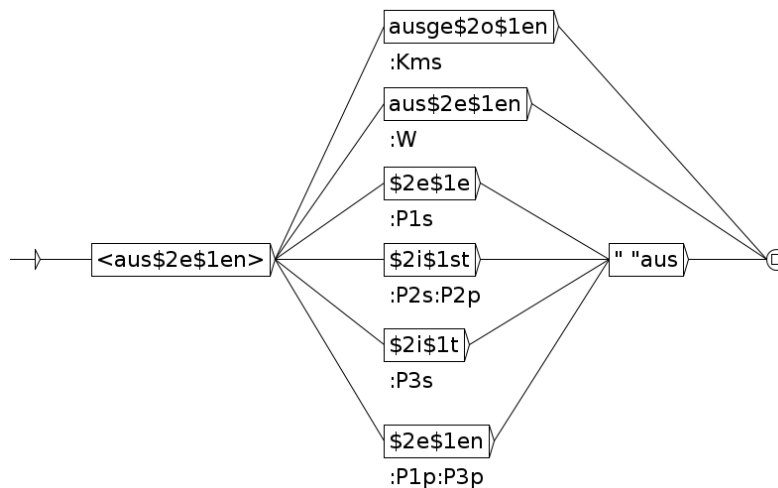 ausge$2o$1en
:Kms
aus$2e$1en
:W
$2e$1e
:P1s
<aus$2e$1en>
$2i$1st
" "aus
:P2s:P2p
$2i$1t
:P3s
$2e$1en
:P1p:P3p